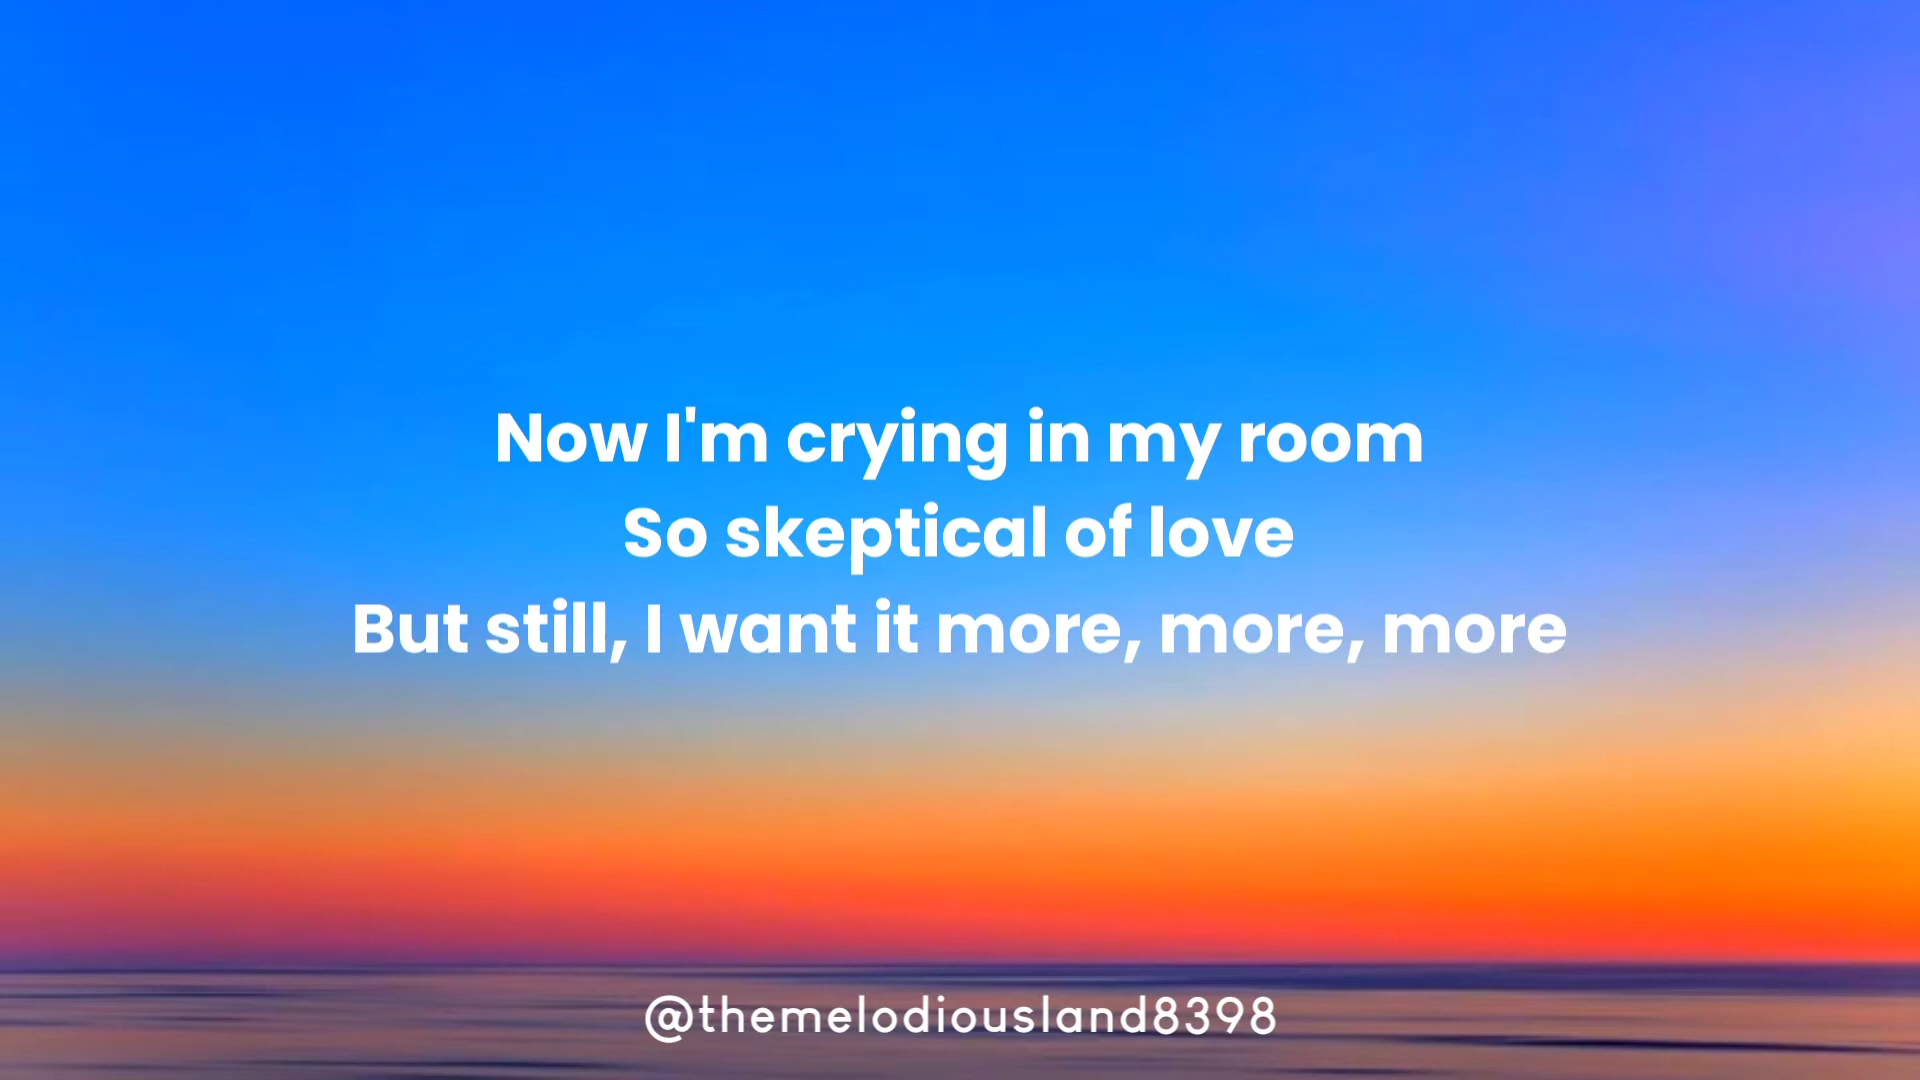 Now I'm crying in my room
So skeptical of love
But still, I want it more, more, more
@themelodiousland8398